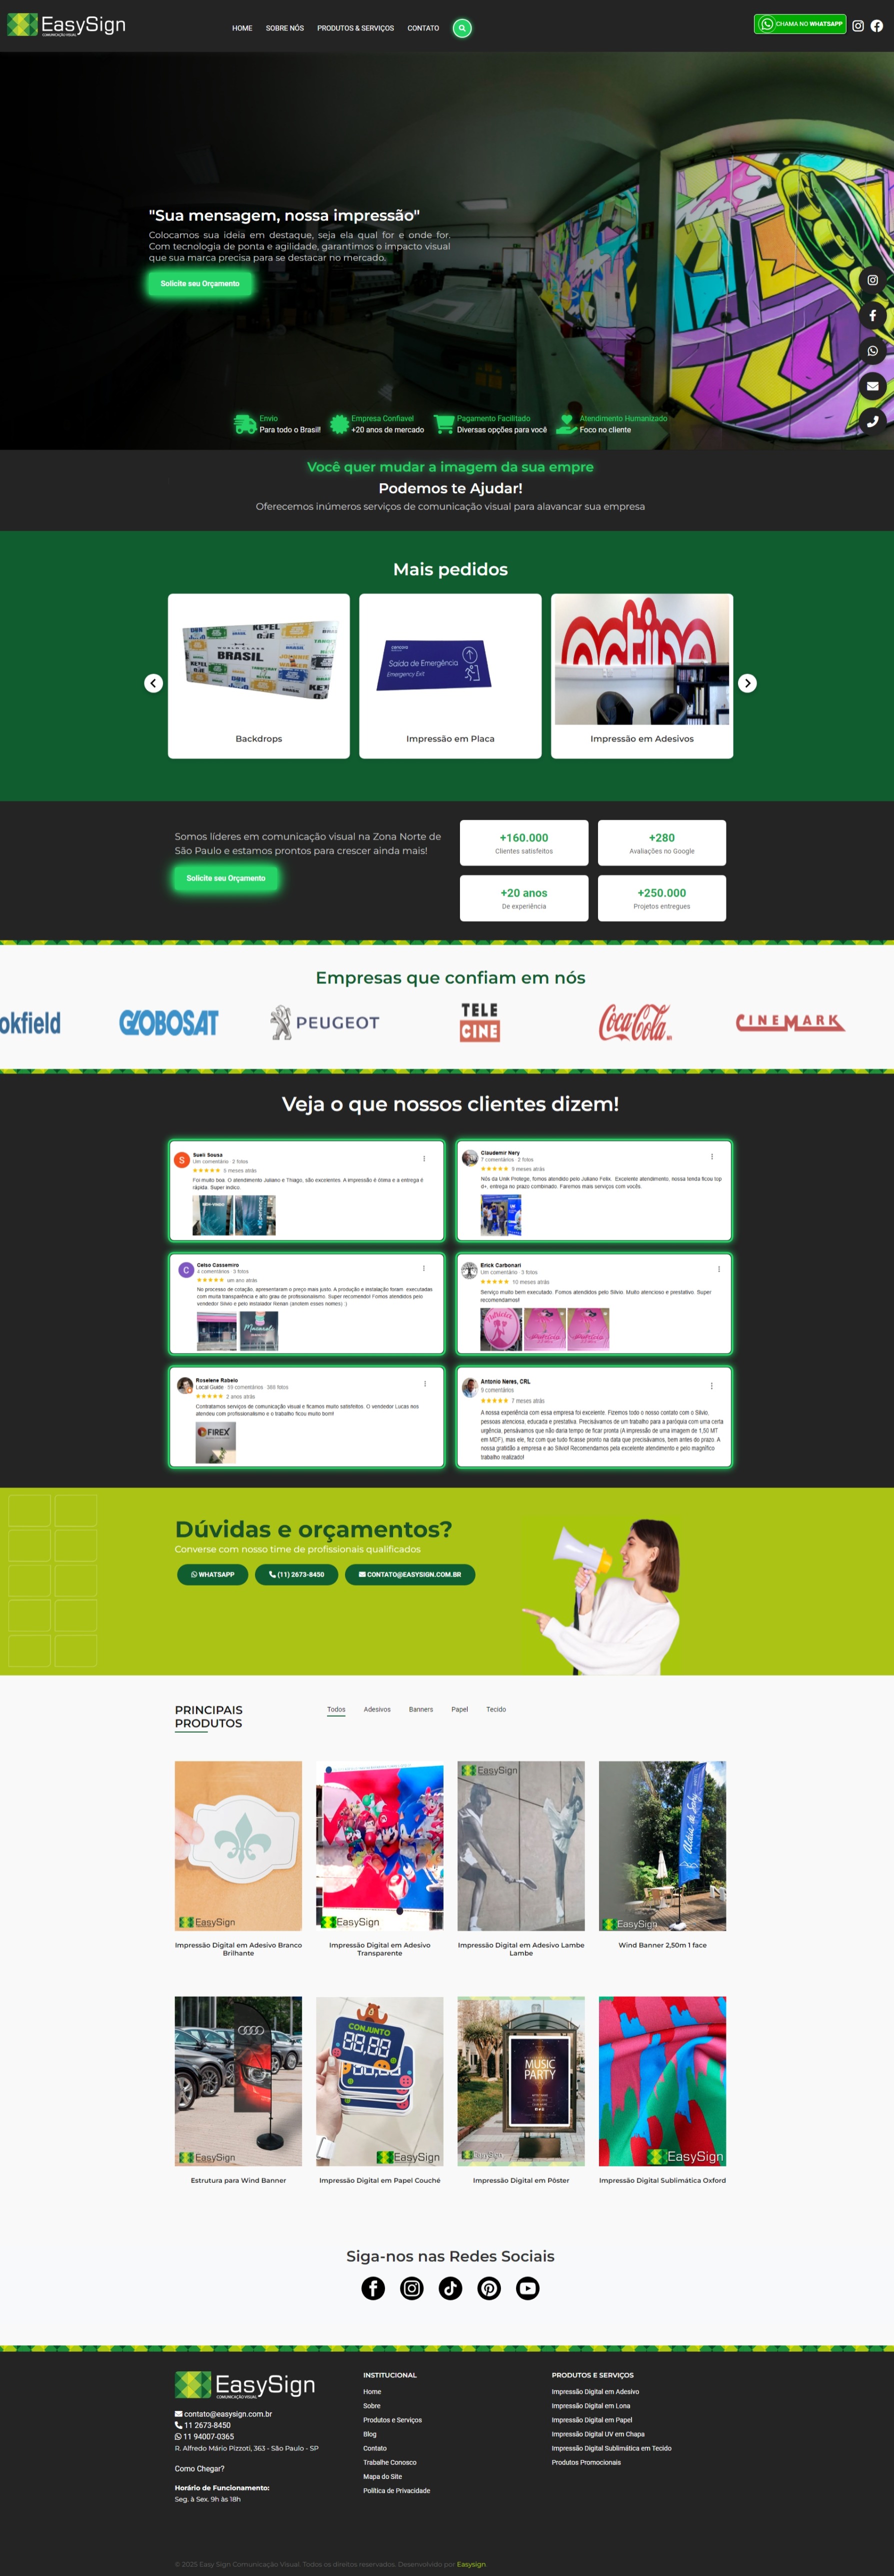 EasySign
COMUNICAÇÃO VISUAL
HOME
SOBRE NÓS
PRODUTOS & SERVIÇOS
CONTATO
CHAMA NO WHATSAPP
"Sua mensagem, nossa impressão"
Colocamos sua ideia em destaque, seja ela qual for e onde for.
Com tecnologia de ponta e agilidade, garantimos o impacto visual
que sua marca precisa para se destacar no mercado.
Solicite seu Orçamento
Envio
Para todo o Brasil!
Empresa Confiavel
+20 anos de mercado
Pagamento Facilitado
Diversas opções para você
Atendimento Humanizado
Foco no cliente
Você quer mudar a imagem da sua empre
Podemos te Ajudar!
Oferecemos inúmeros serviços de comunicação visual para alavancar sua empresa
Mais pedidos
BRASIL
Saída de Emergência
Emergency Exit
Backdrops
Impressão em Placa
Impressão em Adesivos
Somos líderes em comunicação visual na Zona Norte de
São Paulo e estamos prontos para crescer ainda mais!
Solicite seu Orçamento
+160.000
Clientes satisfeitos
+280
Avaliações no Google
+20 anos
De experiência
+250.000
Projetos entregues
Empresas que confiam em nós
okfield
GLOBOSAT
PEUGEOT
TELE
CINE
Coca-Cola
CINEMARK
Veja o que nossos clientes dizem!
Sueli Sousa
Um comentário · 2 fotos
6 meses atrás
Foi muito boa. O atendimento Juliano e Thiago, são excelentes. A impressão é ótima e a entrega é
rápida. Super indico.
Claudemir Nery
7 comentários · 2 fotos
9 meses atrás
Nós da Unik Protege, fomos atendido pelo Juliano Felix. Excelente atendimento, nossa tenda ficou top
d+, entrega no prazo combinado. Faremos mais serviços com vocês.
Celso Cassamiro
4 comentários · 3 fotos
um ano atrás
No processo de cotação, apresentaram o preço mais justo. A produção e instalação foram executadas
com muita transparência e alto grau de profissionalismo. Super recomendo! Fomos atendidos pelo
vendedor Silvio e pelo instalador Renan (anotem esses nomes) :)
Erick Carbonari
Um comentário · 3 fotos
10 meses atrás
Serviço muito bem executado. Fomos atendidos pelo Silvio. Muito atencioso e prestativo. Super
recomendamos!
Roselene Rabelo
Local Guide · 99 comentários · 366 fotos
2 anos atrás
Contratamos serviços de comunicação visual e ficamos muito satisfeitos. O vendedor Lucas nos
atendeu com profissionalismo e o trabalho ficou muito bom!!
FIREX
Antonio Neres, CRL
9 comentários
7 meses atrás
A nossa experiência com essa empresa foi excelente. Fizemos todo o nosso contato com o Silvio,
pessoas atenciosa, educada e prestativa. Precisávamos de um trabalho para a paróquia com uma certa
urgência, pensávamos que não daria tempo de ficar pronta (A impressão de uma imagem de 1,50 MT
em MDF), mas ele, fez com que tudo ficasse pronto na data que precisávamos, bem antes do prazo. A
nossa gratidão a empresa e ao Silvio! Recomendamos pela excelente atendimento e pelo magnífico
trabalho realizado!
Dúvidas e orçamentos?
Converse com nosso time de profissionais qualificados
WHATSAPP
(11) 2673-8450
CONTATO@EASYSIGN.COM.BR
PRINCIPAIS
PRODUTOS
Todos
Adesivos
Banners
Papel
Tecido
EasySign
EasySign
EasySign
EasySign
Impressão Digital em Adesivo Branco
Brilhante
Impressão Digital em Adesivo
Transparente
Impressão Digital em Adesivo Lambe
Lambe
Wind Banner 2,50m 1 face
CONJUNTO
MUSIC
PARTY
EasySign
EasySign
EasySign
EasySign
Estrutura para Wind Banner
Impressão Digital em Papel Couché
Impressão Digital em Pôster
Impressão Digital Sublimática Oxford
Siga-nos nas Redes Sociais
EasySign
COMUNICAÇÃO VISUAL
contato@easysign.com.br
11 2673-8450
11 94007-0365
R. Alfredo Mário Pizzoti, 363 - São Paulo - SP
Como Chegar?
Horário de Funcionamento:
Seg. à Sex. 9h às 18h
INSTITUCIONAL
Home
Sobre
Produtos e Serviços
Blog
Contato
Trabalhe Conosco
Mapa do Site
Política de Privacidade
PRODUTOS E SERVIÇOS
Impressão Digital em Adesivo
Impressão Digital em Lona
Impressão Digital em Papel
Impressão Digital UV em Chapa
Impressão Digital Sublimática em Tecido
Produtos Promocionais
© 2025 Easy Sign Comunicação Visual. Todos os direitos reservados. Desenvolvido por Easysign